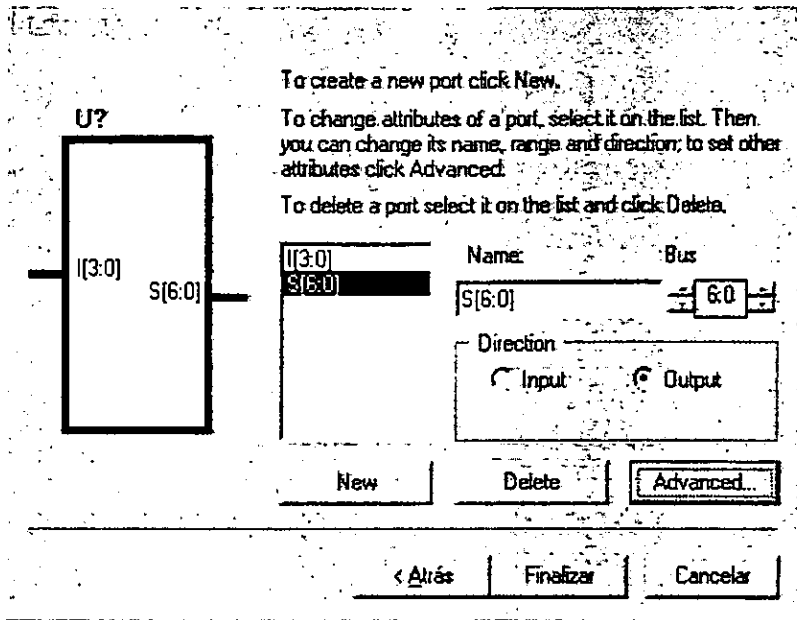 To create a new port click New.
To change attributes of a port, select it on the list. Then
you can change its name, range and direction; to set other
attributes click Advanced.
To delete a port select it on the list and click Delete.
U?
I[3:0]
S[6:0]
I[3:0]
S[6:0]
Name:
Bus
S[6:0]
6:0
Direction
Input
Output
New
Delete
Advanced...
< Atrás
Finalizar
Cancelar